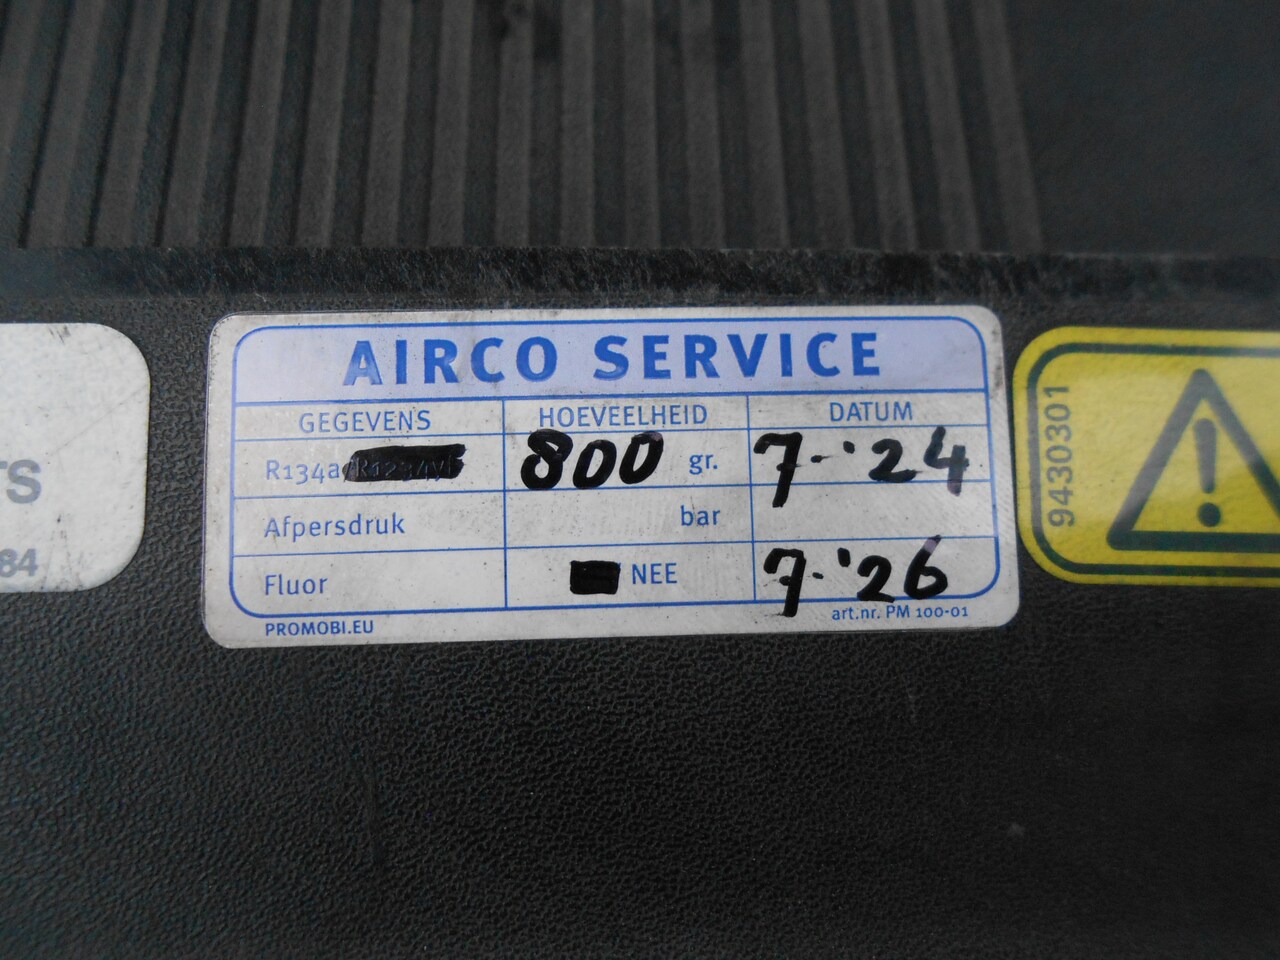 AIRCO SERVICE
GEGEVENS HOEVEELHEID DATUM
R134a 800 gr. 7-'24
Afpersdruk bar
Fluor NEE 7-'26
PROMOBI.EU art.nr. PM 100-01
TS
84
9430301
!